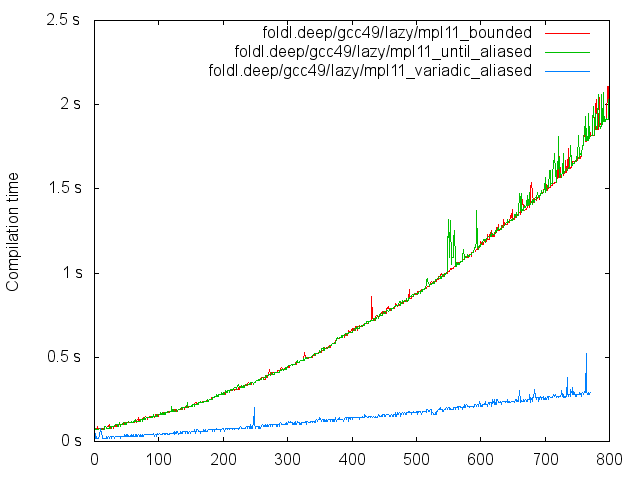 2.5 s
2 s
1.5 s
1 s
0.5 s
0 s
Compilation time
foldl.deep/gcc49/lazy/mpl11_bounded
foldl.deep/gcc49/lazy/mpl11_until_aliased
foldl.deep/gcc49/lazy/mpl11_variadic_aliased
0 100 200 300 400 500 600 700 800